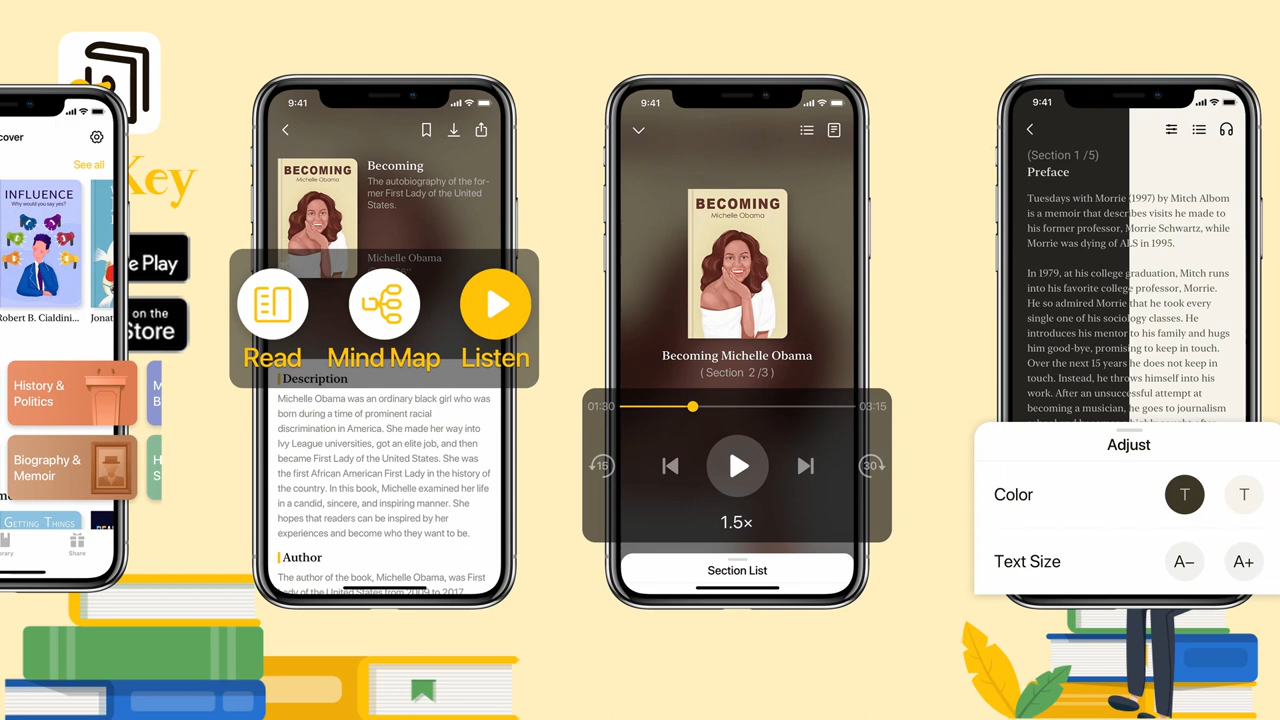 cover
See all
INFLUENCE
Why would you say yes?
Robert B. Cialdini...
Jonat
History &
Politics
M
B
Biography &
Memoir
H
S
GETTING THINGS
Share
Key
e Play
on the
Store
9:41
BECOMING
Michelle Obama
Becoming
The autobiography of the for-
mer First Lady of the United
States.
Michelle Obama
Read
Mind Map
Listen
Description
Michelle Obama was an ordinary black girl who was
born during a time of prominent racial
discrimination in America. She made her way into
Ivy League universities, got an elite job, and then
became First Lady of the United States. She was
the first African American First Lady in the history of
the country. In this book, Michelle examined her life
in a candid, sincere, and inspiring manner. She
hopes that readers can be inspired by her
experiences and become who they want to be.
Author
The author of the book, Michelle Obama, was First
Lady of the United States from 2009 to 2017.
9:41
BECOMING
Michelle Obama
Becoming Michelle Obama
( Section 2 /3 )
01:30
03:15
15
30
1.5×
Section List
9:41
(Section 1 /5)
Preface
Tuesdays with Morrie (1997) by Mitch Albom
is a memoir that describes visits he made to
his former professor, Morrie Schwartz, while
Morrie was dying of ALS in 1995.
In 1979, at his college graduation, Mitch runs
into his favorite college professor, Morrie.
He so admired Morrie that he took every
single one of his sociology classes. He
introduces his mentor to his family and hugs
him good-bye, promising to keep in touch.
Over the next 15 years he does not keep in
touch. Instead, he throws himself into his
work. After an unsuccessful attempt at
becoming a musician, he goes to journalism
Adjust
Color
T
T
Text Size
A−
A+